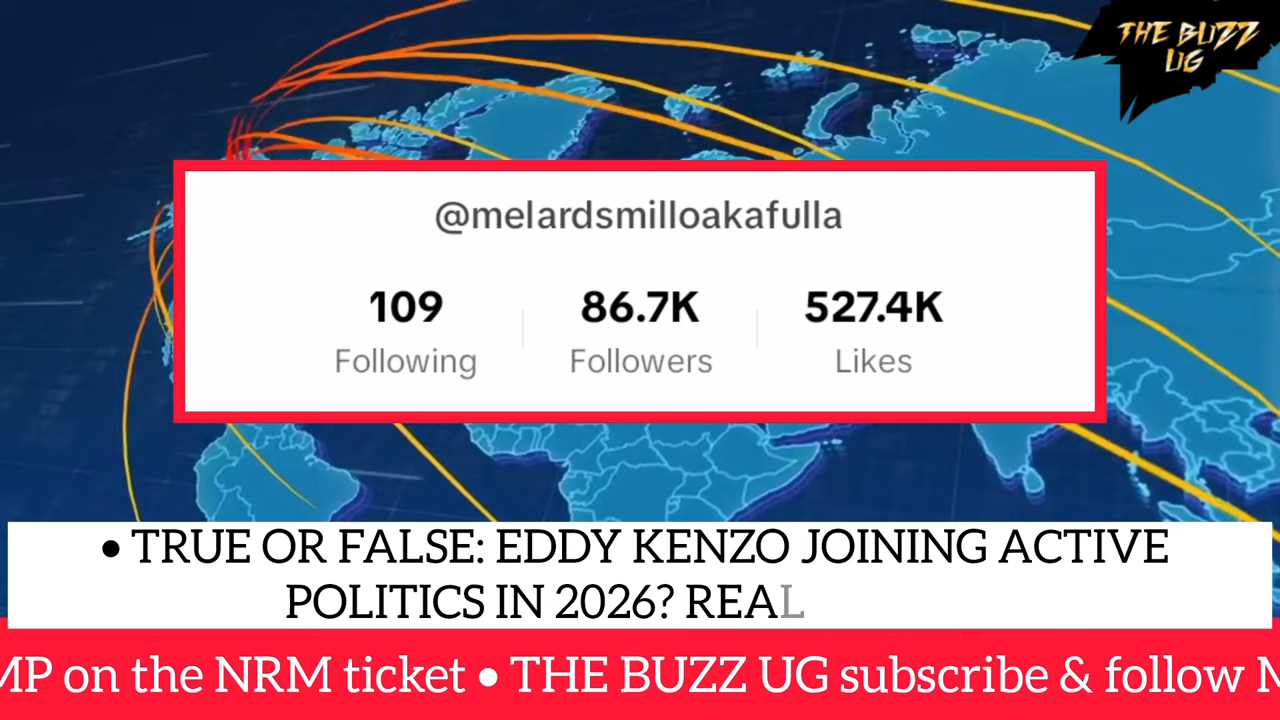 THE BUZZ
UG
@melardsmilloakafulla
109 86.7K 527.4K
Following Followers Likes
• TRUE OR FALSE: EDDY KENZO JOINING ACTIVE
POLITICS IN 2026? REAL
MP on the NRM ticket • THE BUZZ UG subscribe & follow